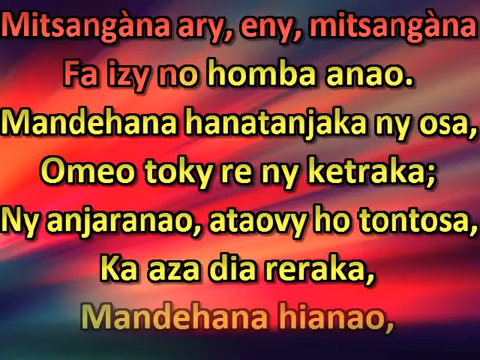 Mitsangàna ary, eny, mitsangàna
Fa izy no homba anao.
Mandehana hanatanjaka ny osa,
Omeo toky re ny ketraka;
Ny anjaranao, ataovy ho tontosa,
Ka aza dia reraka,
Mandehana hianao,